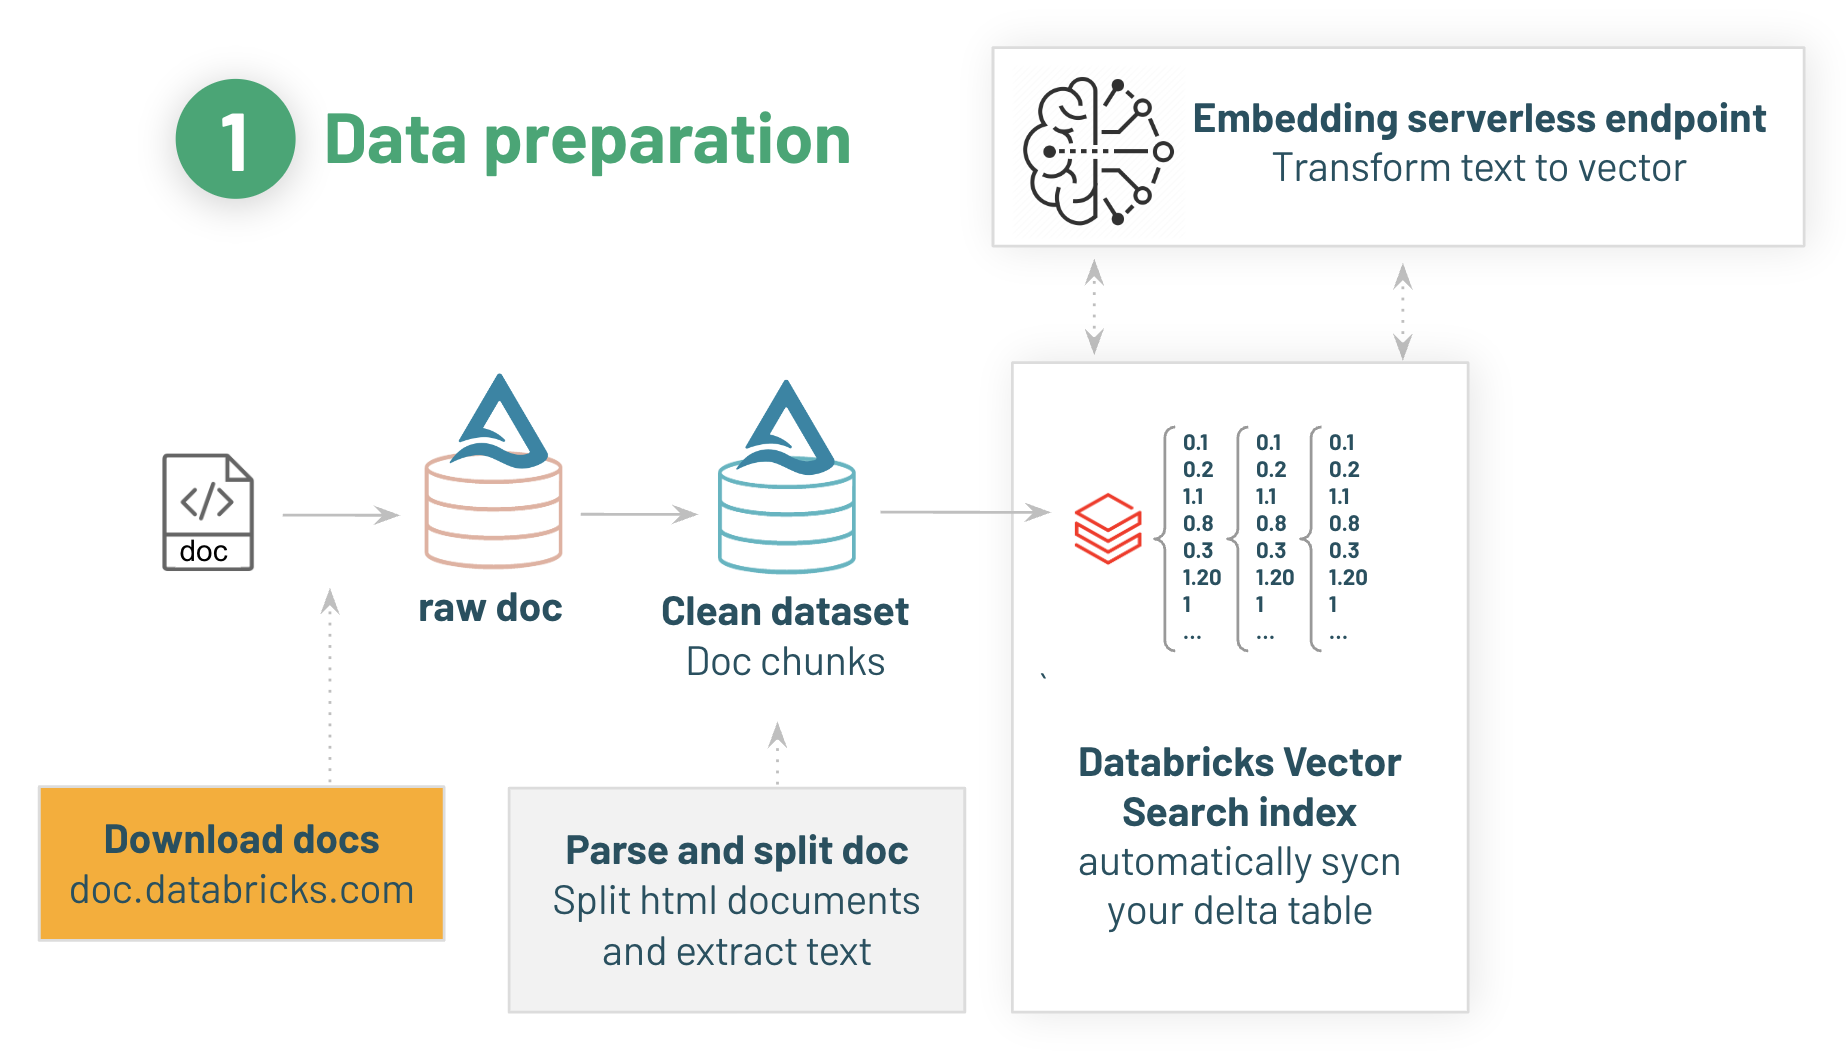 1 Data preparation
Embedding serverless endpoint
Transform text to vector
doc
raw doc
Clean dataset
Doc chunks
0.1 0.1 0.1
0.2 0.2 0.2
1.1 1.1 1.1
0.8 0.8 0.8
0.3 0.3 0.3
1.20 1.20 1.20
1 1 1
... ... ...
`
Download docs
doc.databricks.com
Parse and split doc
Split html documents
and extract text
Databricks Vector
Search index
automatically sycn
your delta table